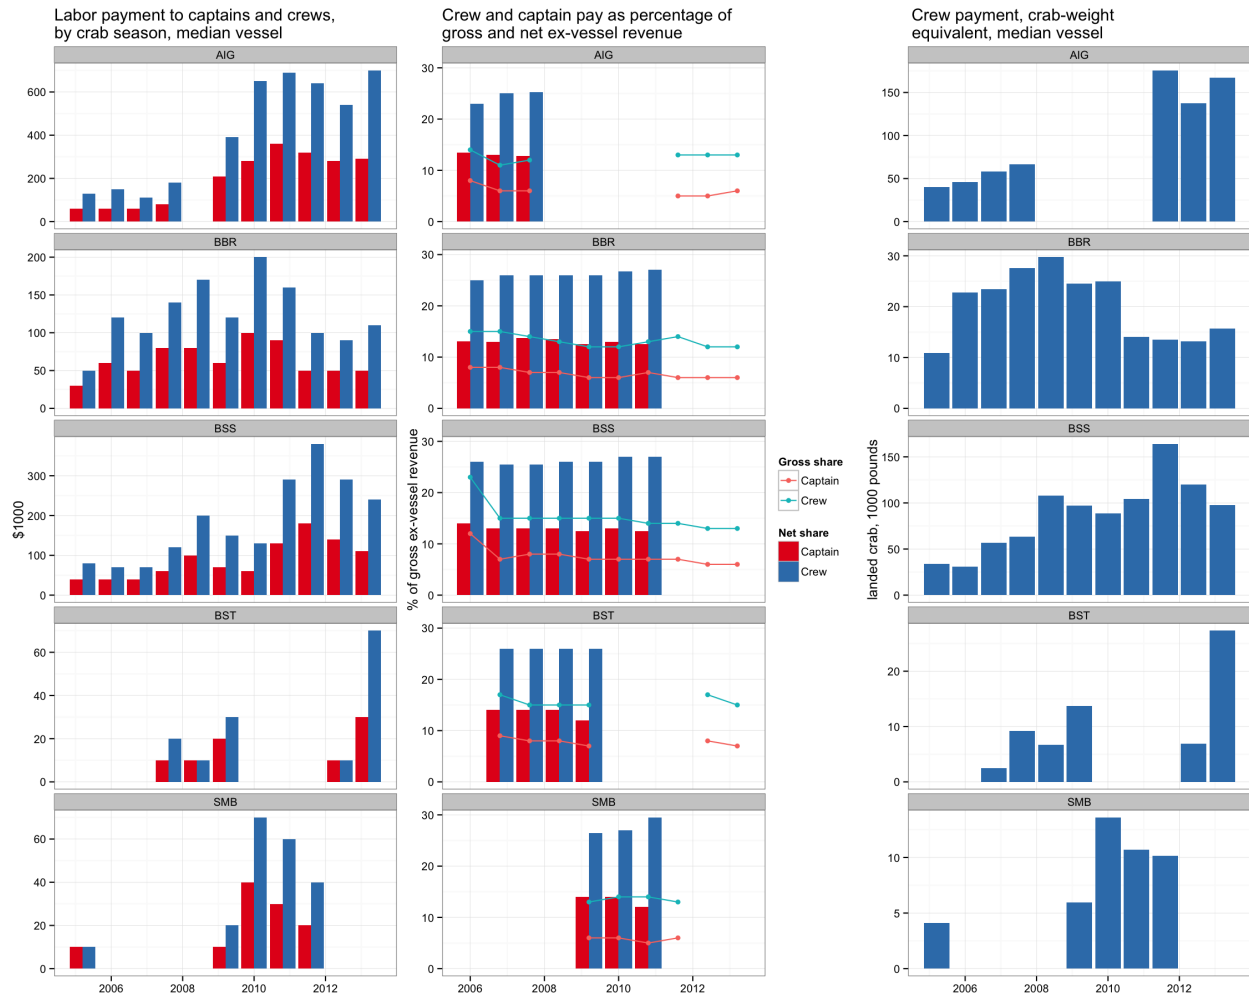 Labor payment to captains and crews,
by crab season, median vessel
AIG
600
400
200
0
BBR
200
150
100
50
0
BSS
300
200
100
0
BST
60
40
20
0
SMB
60
40
20
0
2006 2008 2010 2012
$1000
Crew and captain pay as percentage of
gross and net ex-vessel revenue
AIG
30
20
10
0
BBR
30
20
10
0
BSS
30
20
10
0
BST
30
20
10
0
SMB
30
20
10
0
2006 2008 2010 2012
% of gross ex-vessel revenue
Gross share
Captain
Crew
Net share
Captain
Crew
Crew payment, crab-weight
equivalent, median vessel
AIG
150
100
50
0
BBR
30
20
10
0
BSS
150
100
50
0
BST
20
10
0
SMB
10
5
0
2006 2008 2010 2012
landed crab, 1000 pounds